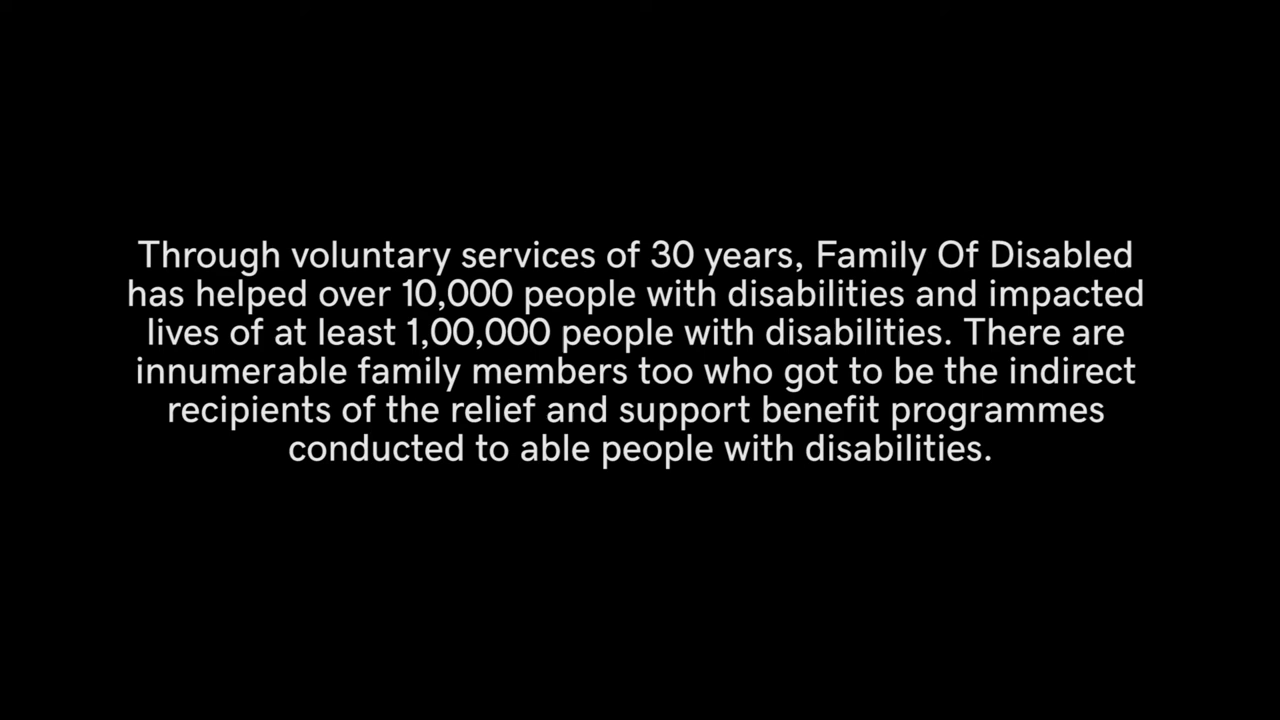 Through voluntary services of 30 years, Family Of Disabled
has helped over 10,000 people with disabilities and impacted
lives of at least 1,00,000 people with disabilities. There are
innumerable family members too who got to be the indirect
recipients of the relief and support benefit programmes
conducted to able people with disabilities.